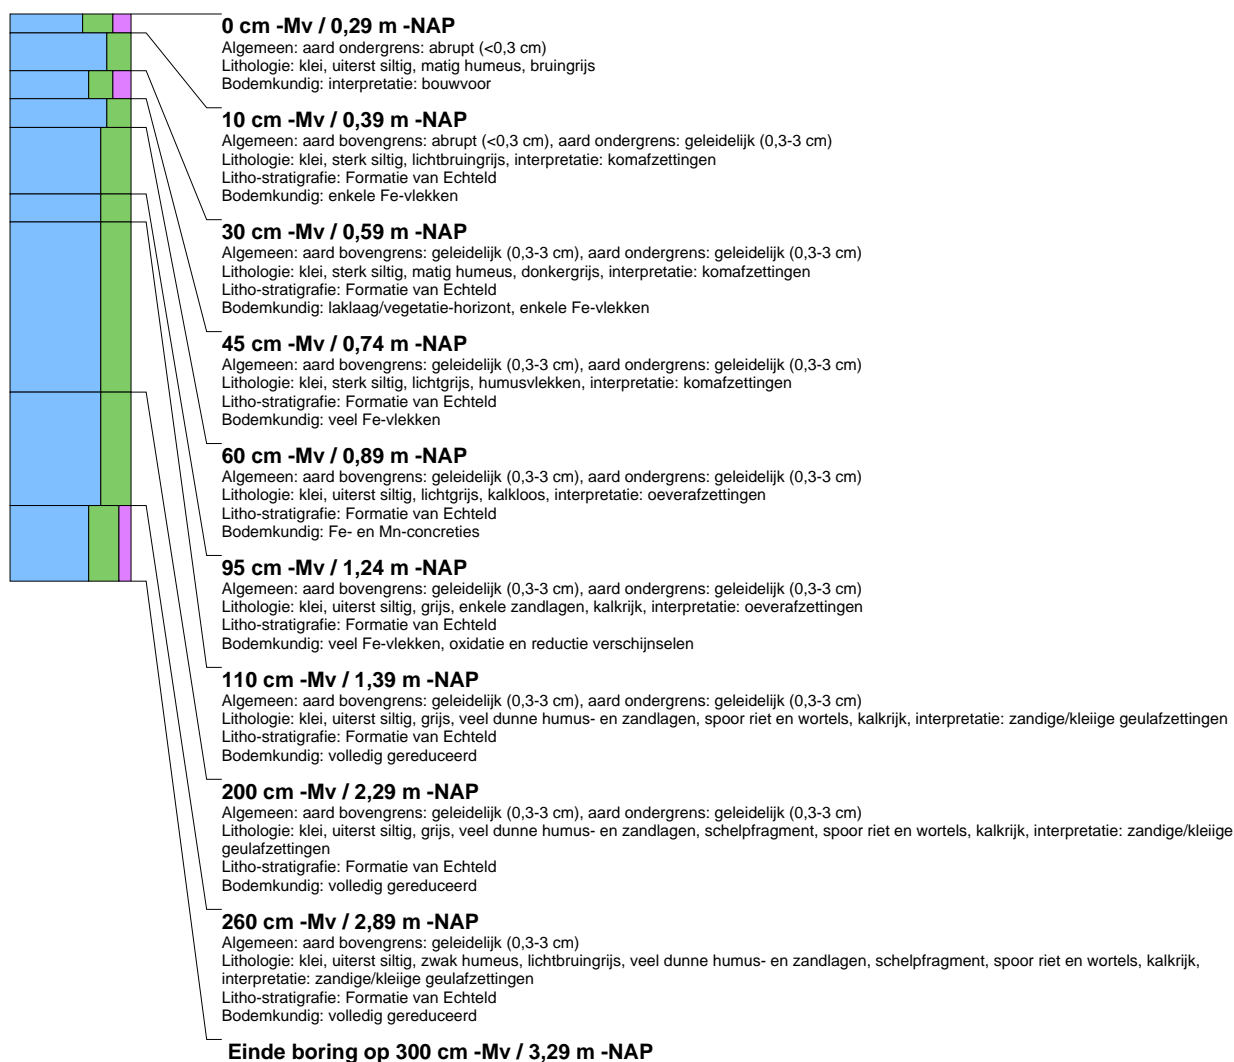 0 cm -Mv / 0,29 m -NAP
Algemeen: aard ondergrens: abrupt (<0,3 cm)
Lithologie: klei, uiterst siltig, matig humeus, bruingrijs
Bodemkundig: interpretatie: bouwvoor
10 cm -Mv / 0,39 m -NAP
Algemeen: aard bovengrens: abrupt (<0,3 cm), aard ondergrens: geleidelijk (0,3-3 cm)
Lithologie: klei, sterk siltig, lichtbruingrijs, interpretatie: komafzettingen
Litho-stratigrafie: Formatie van Echteld
Bodemkundig: enkele Fe-vlekken
30 cm -Mv / 0,59 m -NAP
Algemeen: aard bovengrens: geleidelijk (0,3-3 cm), aard ondergrens: geleidelijk (0,3-3 cm)
Lithologie: klei, sterk siltig, matig humeus, donkergrijs, interpretatie: komafzettingen
Litho-stratigrafie: Formatie van Echteld
Bodemkundig: laklaag/vegetatie-horizont, enkele Fe-vlekken
45 cm -Mv / 0,74 m -NAP
Algemeen: aard bovengrens: geleidelijk (0,3-3 cm), aard ondergrens: geleidelijk (0,3-3 cm)
Lithologie: klei, sterk siltig, lichtgrijs, humusvlekken, interpretatie: komafzettingen
Litho-stratigrafie: Formatie van Echteld
Bodemkundig: veel Fe-vlekken
60 cm -Mv / 0,89 m -NAP
Algemeen: aard bovengrens: geleidelijk (0,3-3 cm), aard ondergrens: geleidelijk (0,3-3 cm)
Lithologie: klei, uiterst siltig, lichtgrijs, kalkloos, interpretatie: oeverafzettingen
Litho-stratigrafie: Formatie van Echteld
Bodemkundig: Fe- en Mn-concreties
95 cm -Mv / 1,24 m -NAP
Algemeen: aard bovengrens: geleidelijk (0,3-3 cm), aard ondergrens: geleidelijk (0,3-3 cm)
Lithologie: klei, uiterst siltig, grijs, enkele zandlagen, kalkrijk, interpretatie: oeverafzettingen
Litho-stratigrafie: Formatie van Echteld
Bodemkundig: veel Fe-vlekken, oxidatie en reductie verschijnselen
110 cm -Mv / 1,39 m -NAP
Algemeen: aard bovengrens: geleidelijk (0,3-3 cm), aard ondergrens: geleidelijk (0,3-3 cm)
Lithologie: klei, uiterst siltig, grijs, veel dunne humus- en zandlagen, spoor riet en wortels, kalkrijk, interpretatie: zandige/kleiige geulafzettingen
Litho-stratigrafie: Formatie van Echteld
Bodemkundig: volledig gereduceerd
200 cm -Mv / 2,29 m -NAP
Algemeen: aard bovengrens: geleidelijk (0,3-3 cm), aard ondergrens: geleidelijk (0,3-3 cm)
Lithologie: klei, uiterst siltig, grijs, veel dunne humus- en zandlagen, schelpfragment, spoor riet en wortels, kalkrijk, interpretatie: zandige/kleiige
geulafzettingen
Litho-stratigrafie: Formatie van Echteld
Bodemkundig: volledig gereduceerd
260 cm -Mv / 2,89 m -NAP
Algemeen: aard bovengrens: geleidelijk (0,3-3 cm)
Lithologie: klei, uiterst siltig, zwak humeus, lichtbruingrijs, veel dunne humus- en zandlagen, schelpfragment, spoor riet en wortels, kalkrijk,
interpretatie: zandige/kleiige geulafzettingen
Litho-stratigrafie: Formatie van Echteld
Bodemkundig: volledig gereduceerd
Einde boring op 300 cm -Mv / 3,29 m -NAP